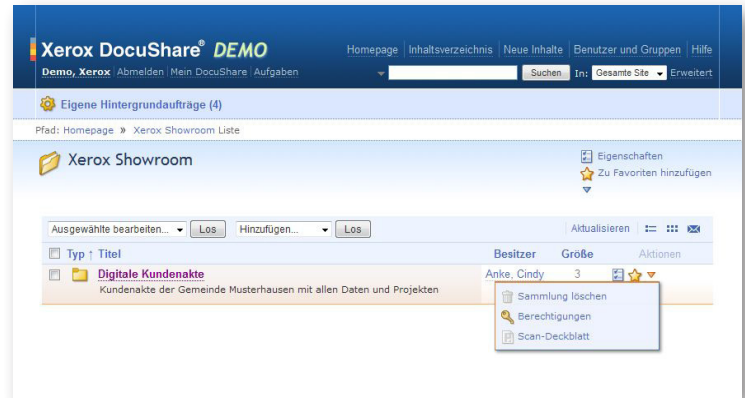 Xerox DocuShare® DEMO
Homepage Inhaltsverzeichnis Neue Inhalte Benutzer und Gruppen Hilfe
Demo, Xerox Abmelden Mein DocuShare Aufgaben
Suchen In: Gesamte Site Erweitert
Eigene Hintergrundaufträge (4)
Pfad: Homepage » Xerox Showroom Liste
Xerox Showroom
Eigenschaften
Zu Favoriten hinzufügen
Ausgewählte bearbeiten... Los Hinzufügen... Los Aktualisieren
Typ ↑ Titel Besitzer Größe Aktionen
Digitale Kundenakte Anke, Cindy 3
Kundenakte der Gemeinde Musterhausen mit allen Daten und Projekten
Sammlung löschen
Berechtigungen
Scan-Deckblatt